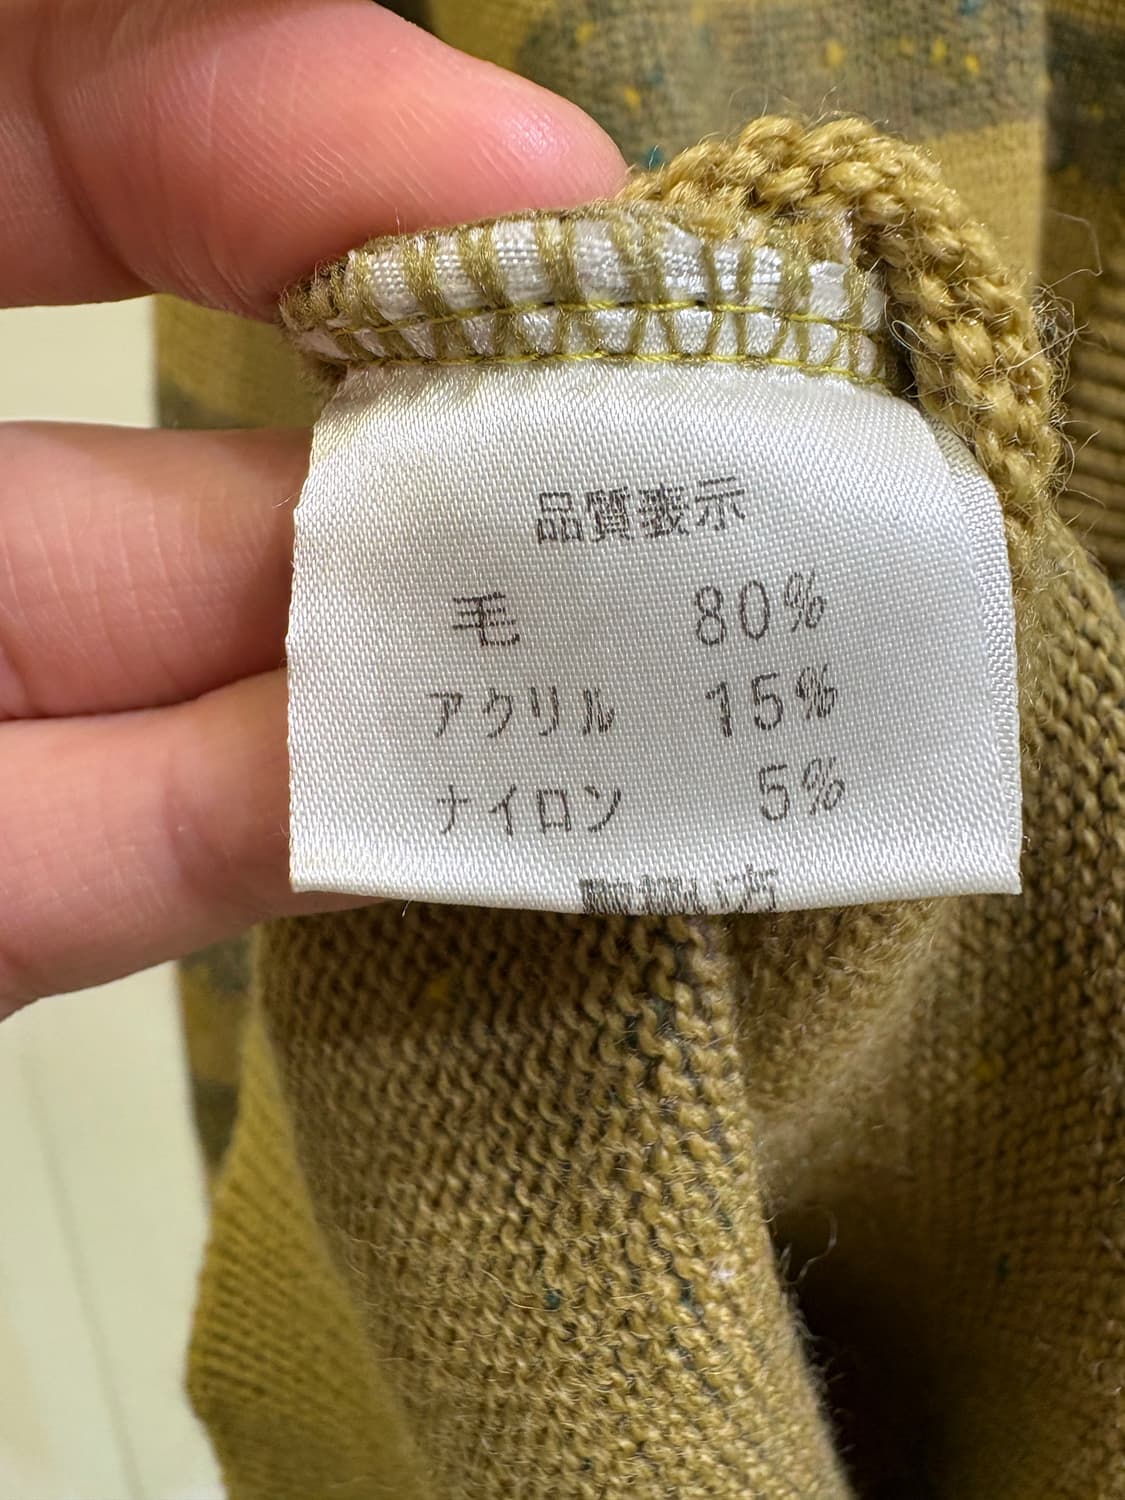 品質表示
毛 80%
アクリル 15%
ナイロン 5%